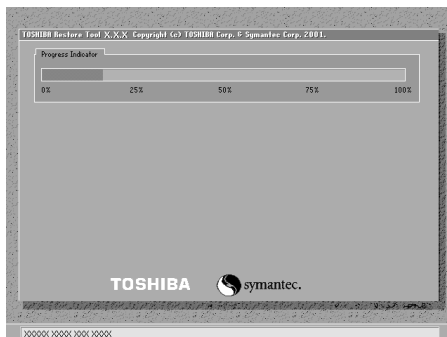 TOSHIBA Restore Tool X.X.X Copyright (c) TOSHIBA Corp. & Symantec Corp. 2001.
Progress Indicator
0% 25% 50% 75% 100%
TOSHIBA symantec.
XXXXX XXXX XXX XXXX